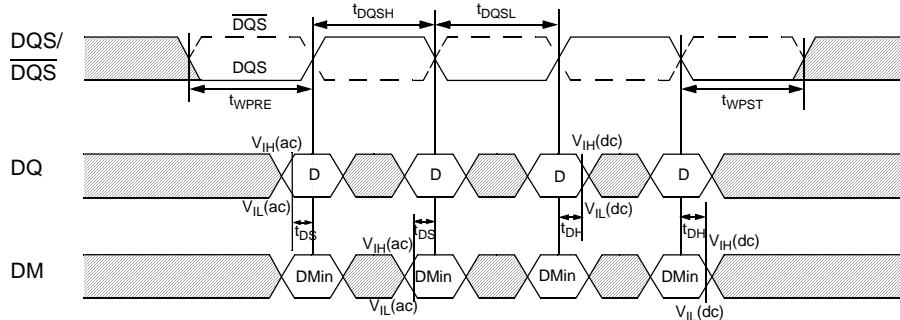 DQS/
DQS
DQS
DQS
tDQSH
tDQSL
tWPRE
tWPST
DQ
VIH(ac)
VIL(ac)
D
D
D
D
VIH(dc)
VIL(dc)
tDS
tDS
tDH
tDH
DM
VIH(ac)
VIL(ac)
DMin
DMin
DMin
DMin
VIH(dc)
VIL(dc)